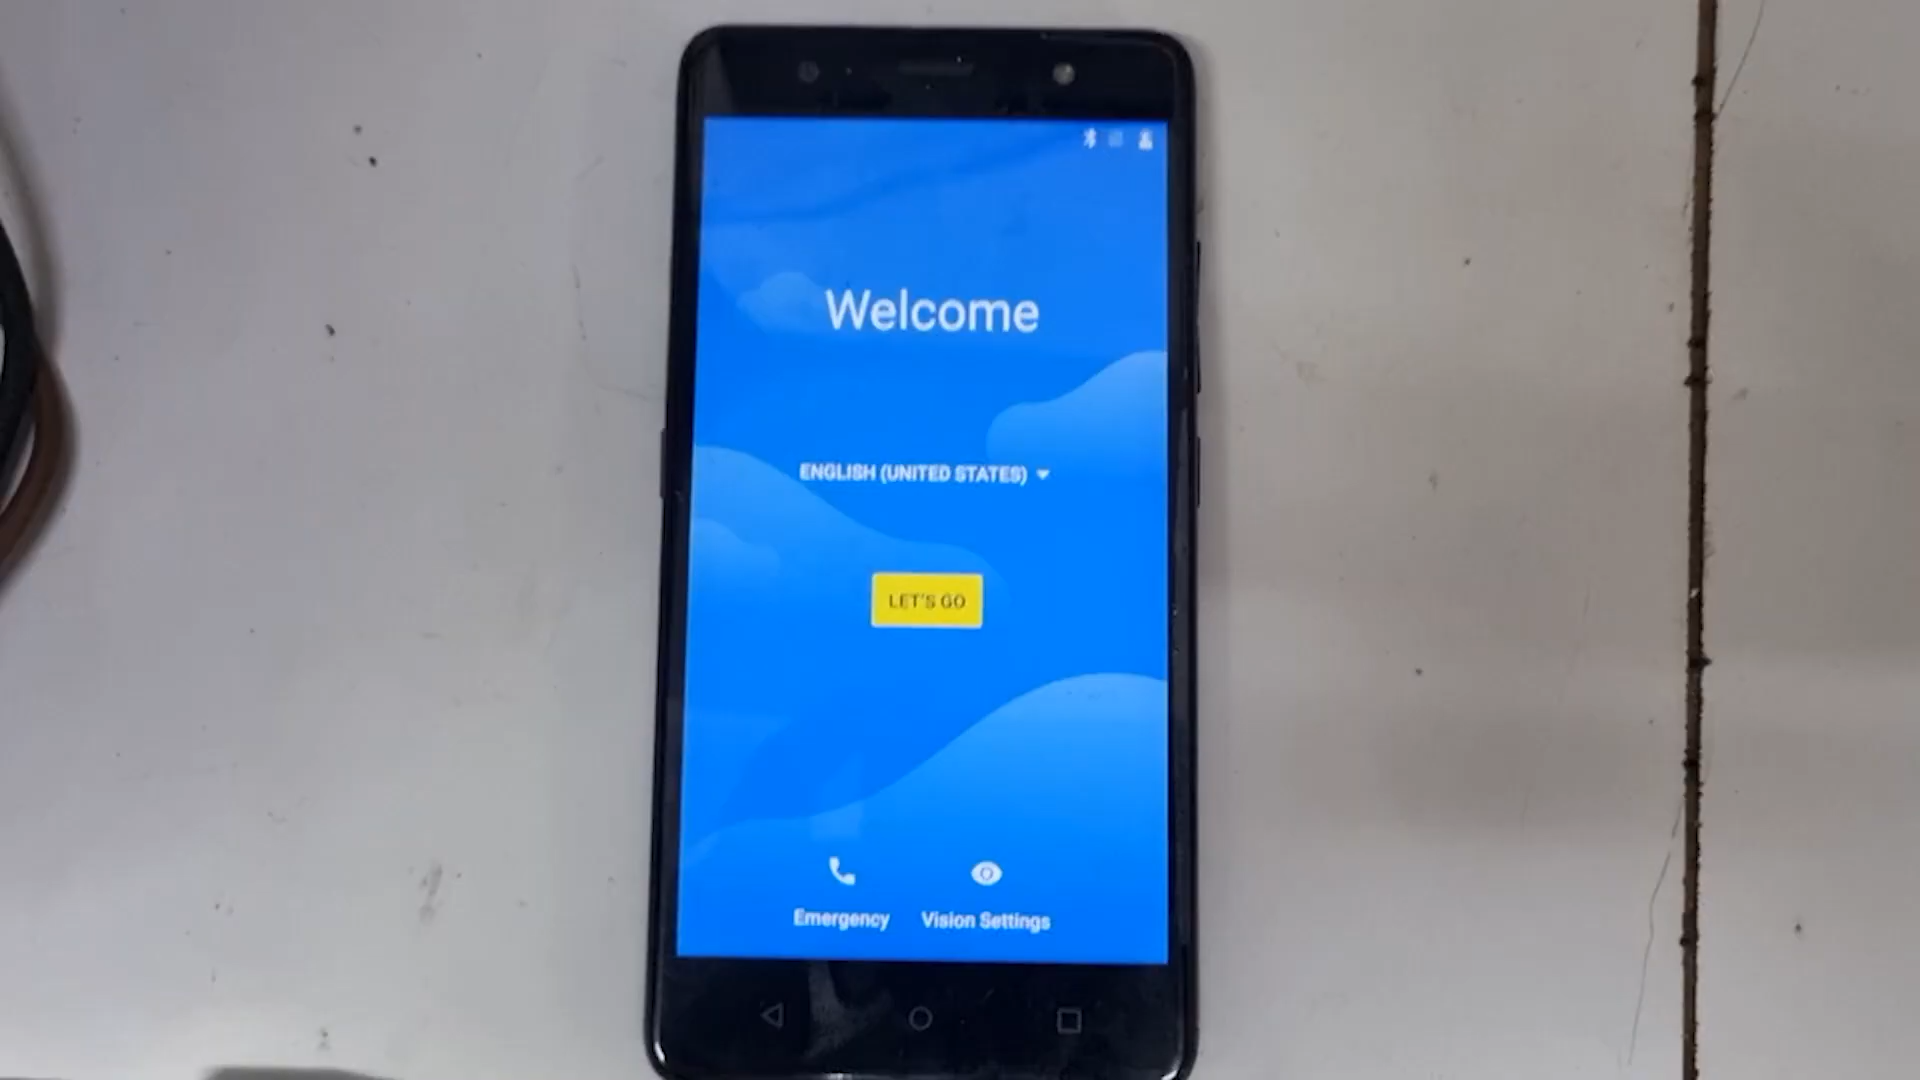 Welcome
ENGLISH (UNITED STATES)
LET'S GO
Emergency
Vision Settings